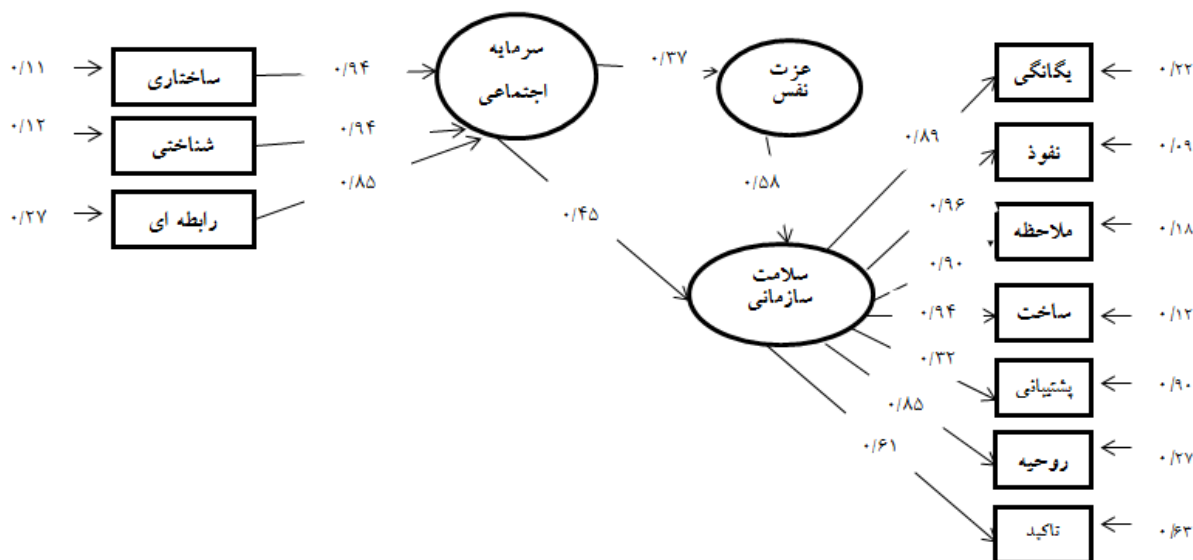 سرمایه
اجتماعی
عزت
نفس
سلامت
سازمانی
ساختاری
شناختی
رابطه ای
یگانگی
نفوذ
ملاحظه
ساخت
پشتیبانی
روحیه
تاکید
۰/۱۱
۰/۱۲
۰/۲۷
۰/۹۴
۰/۹۴
۰/۸۵
۰/۳۷
۰/۴۵
۰/۵۸
۰/۸۹
۰/۹۶
۰/۹۰
۰/۹۴
۰/۳۲
۰/۸۵
۰/۶۱
۰/۲۲
۰/۰۹
۰/۱۸
۰/۱۲
۰/۹۰
۰/۲۷
۰/۶۳